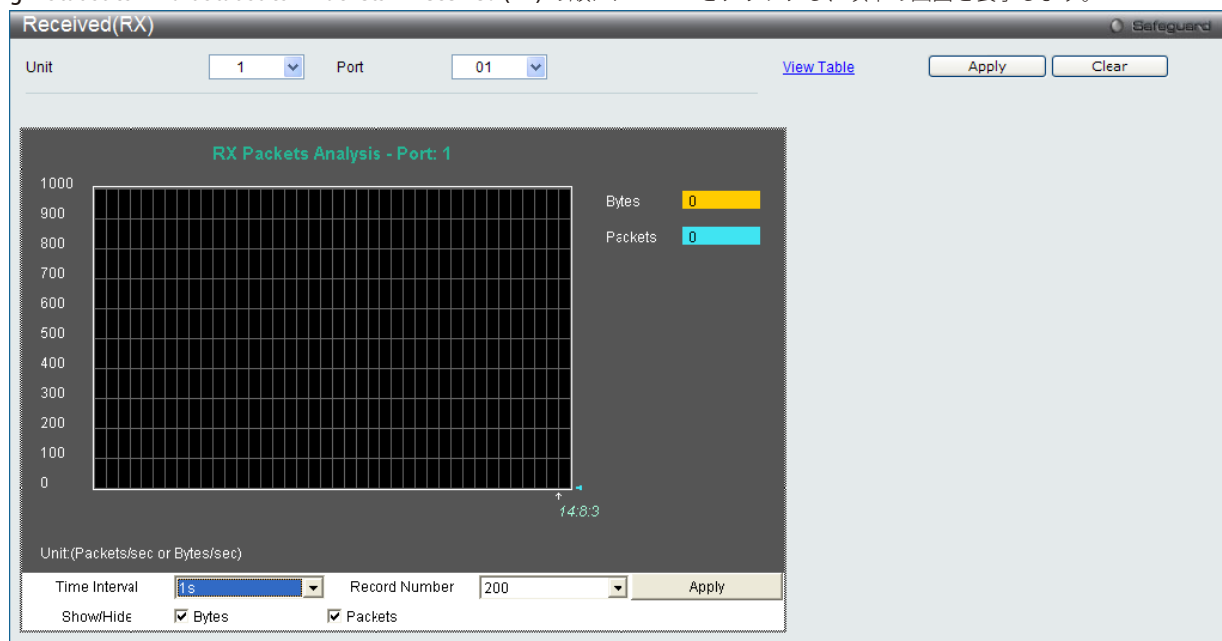 Received(RX)
Safeguard
Unit 1 Port 01 View Table Apply Clear
RX Packets Analysis - Port: 1
1000
900
800
700
600
500
400
300
200
100
0
Bytes 0
Packets 0
14:8:3
Unit:(Packets/sec or Bytes/sec)
Time Interval 1s Record Number 200 Apply
Show/Hide Bytes Packets